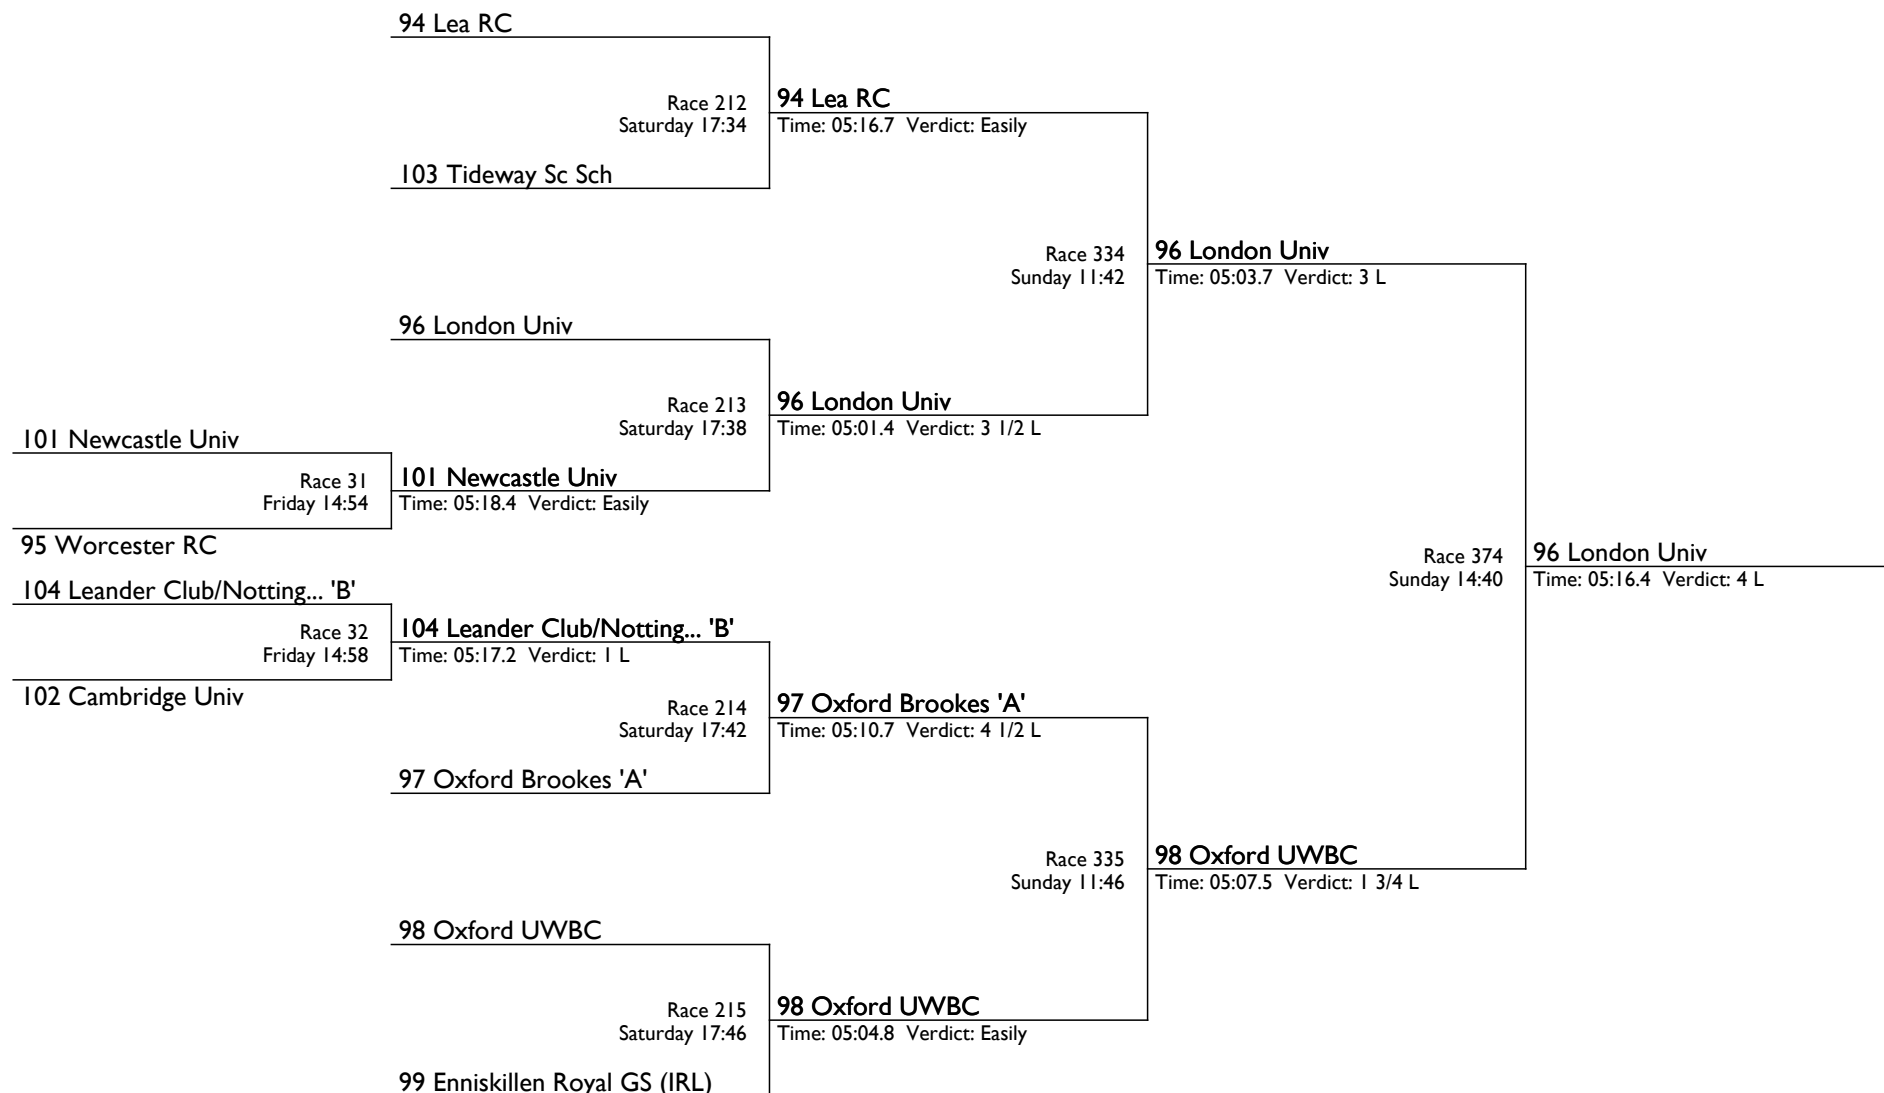 94 Lea RC
Race 212
Saturday 17:34
94 Lea RC
Time: 05:16.7 Verdict: Easily
103 Tideway Sc Sch
Race 334
Sunday 11:42
96 London Univ
Time: 05:03.7 Verdict: 3 L
96 London Univ
Race 213
Saturday 17:38
96 London Univ
Time: 05:01.4 Verdict: 3 1/2 L
101 Newcastle Univ
Race 31
Friday 14:54
101 Newcastle Univ
Time: 05:18.4 Verdict: Easily
95 Worcester RC
Race 374
Sunday 14:40
96 London Univ
Time: 05:16.4 Verdict: 4 L
104 Leander Club/Notting... 'B'
Race 32
Friday 14:58
104 Leander Club/Notting... 'B'
Time: 05:17.2 Verdict: 1 L
102 Cambridge Univ
Race 214
Saturday 17:42
97 Oxford Brookes 'A'
Time: 05:10.7 Verdict: 4 1/2 L
97 Oxford Brookes 'A'
Race 335
Sunday 11:46
98 Oxford UWBC
Time: 05:07.5 Verdict: 1 3/4 L
98 Oxford UWBC
Race 215
Saturday 17:46
98 Oxford UWBC
Time: 05:04.8 Verdict: Easily
99 Enniskillen Royal GS (IRL)